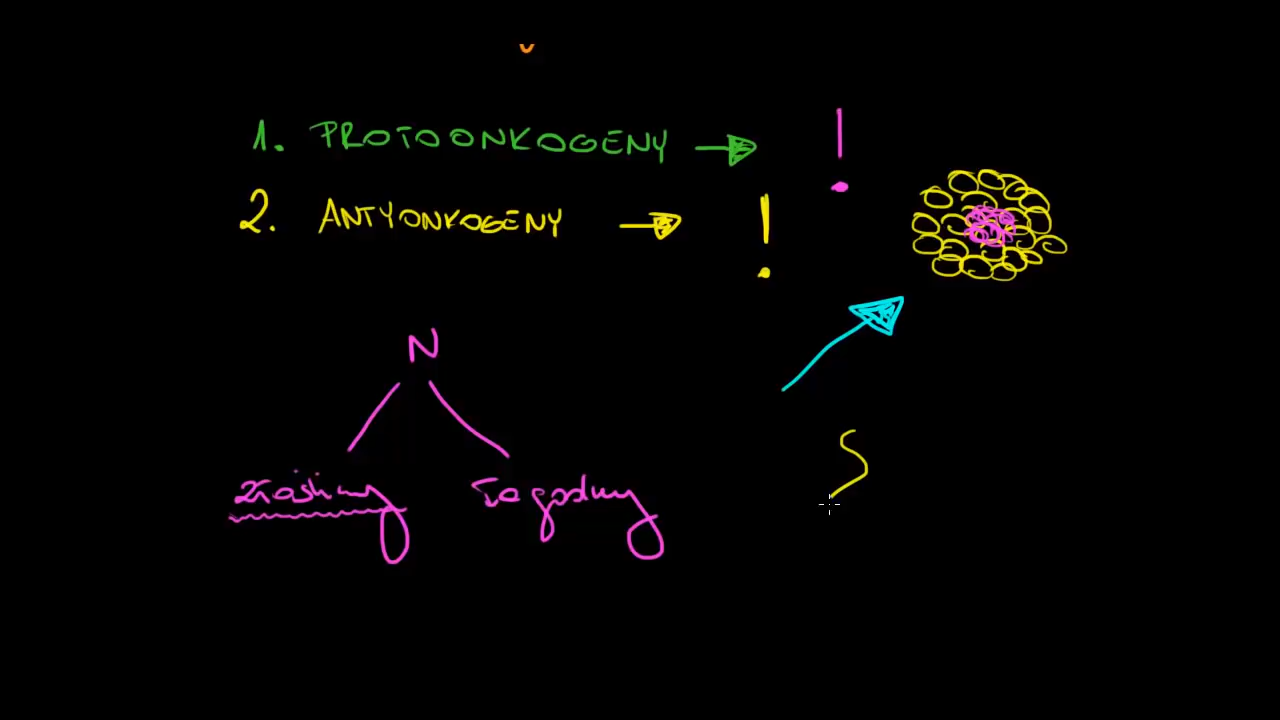 1. PROTOONKOGENY → !
2. ANTYONKOGENY → !
N
złośliwy łagodny
S